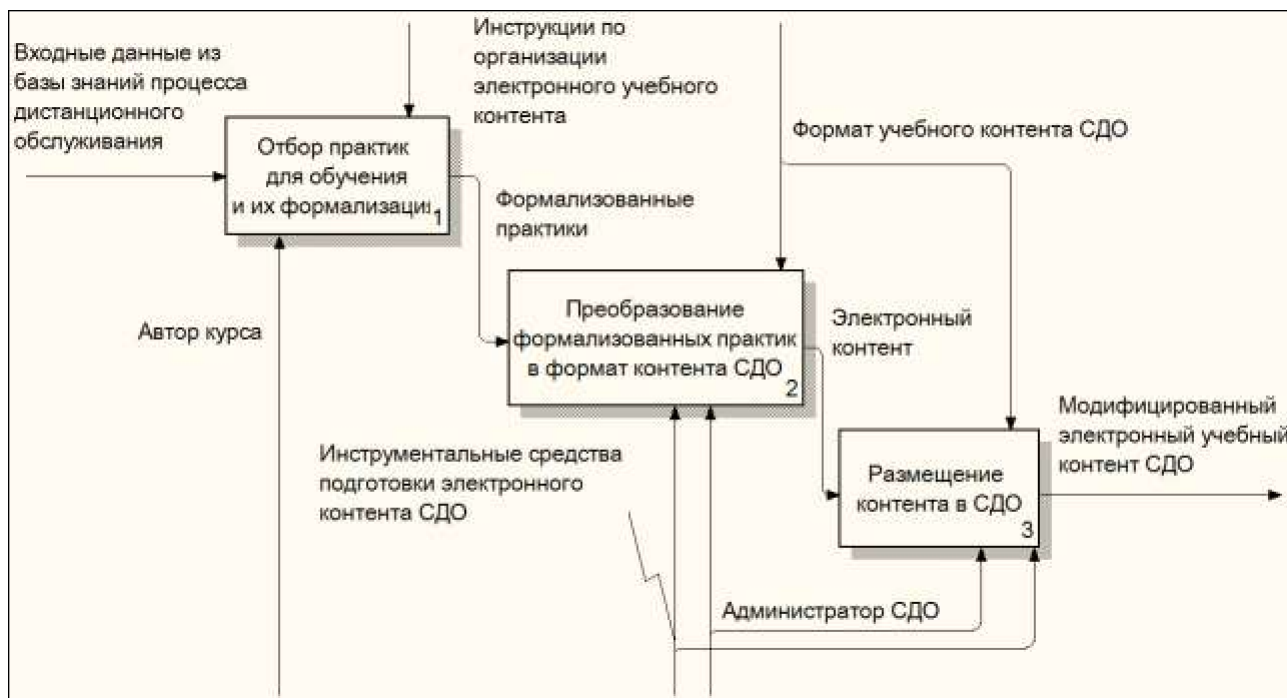 Входные данные из
базы знаний процесса
дистанционного
обслуживания
Инструкции по
организации
электронного учебного
контента
Формат учебного контента СДО
Отбор практик
для обучения
и их формализаци
1
Формализованные
практики
Автор курса
Преобразование
формализованных практик
в формат контента СДО
2
Электронный
контент
Инструментальные средства
подготовки электронного
контента СДО
Размещение
контента в СДО
3
Модифицированный
электронный учебный
контент СДО
Администратор СДО